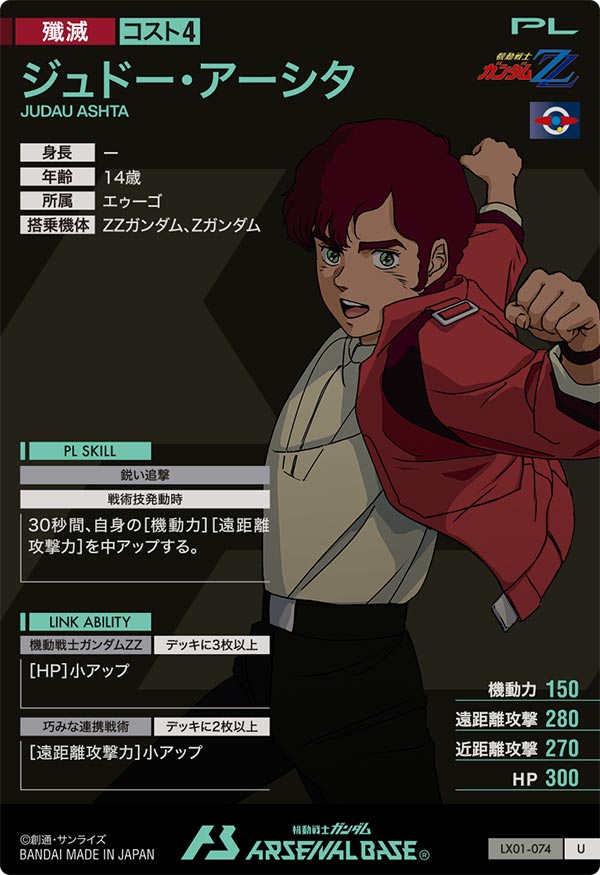 殲滅 コスト4
PL
ジュドー・アーシタ
JUDAU ASHTA
機動戦士
ガンダムZZ
身長 ー
年齢 14歳
所属 エゥーゴ
搭乗機体 ZZガンダム、Zガンダム
PL SKILL
鋭い追撃
戦術技発動時
30秒間、自身の[機動力][遠距離
攻撃力]を中アップする。
LINK ABILITY
機動戦士ガンダムZZ デッキに3枚以上
[HP]小アップ
巧みな連携戦術 デッキに2枚以上
[遠距離攻撃力]小アップ
機動力 150
遠距離攻撃 280
近距離攻撃 270
HP 300
©創通・サンライズ
BANDAI MADE IN JAPAN
機動戦士ガンダム
ARSENAL BASE®
LX01-074 U